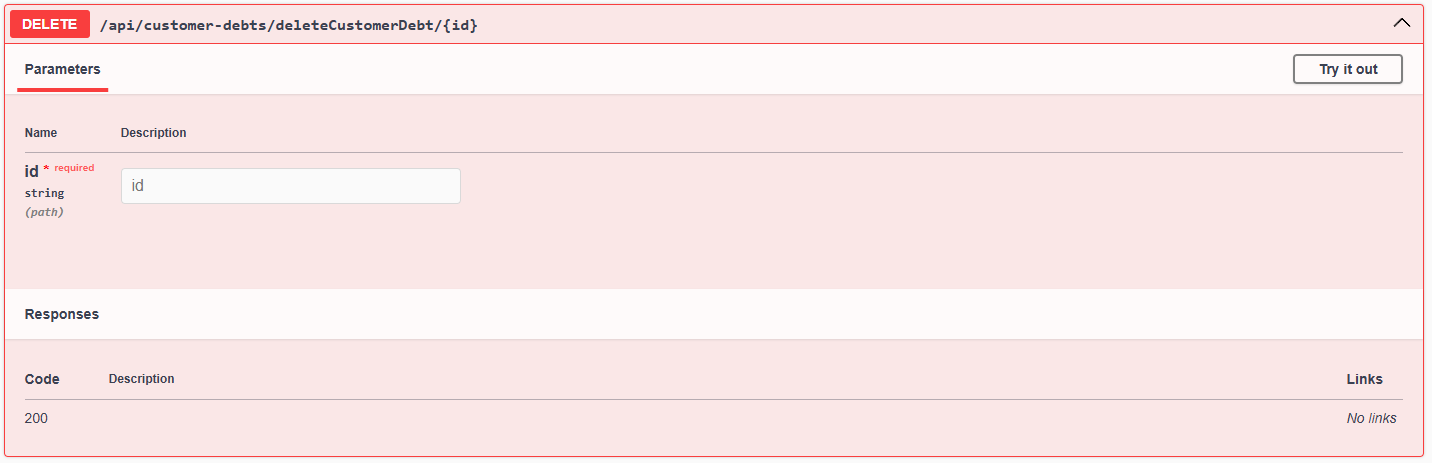 DELETE /api/customer-debts/deleteCustomerDebt/{id}
Parameters Try it out
Name Description
id * required
string
(path)
id
Responses
Code Description Links
200 No links